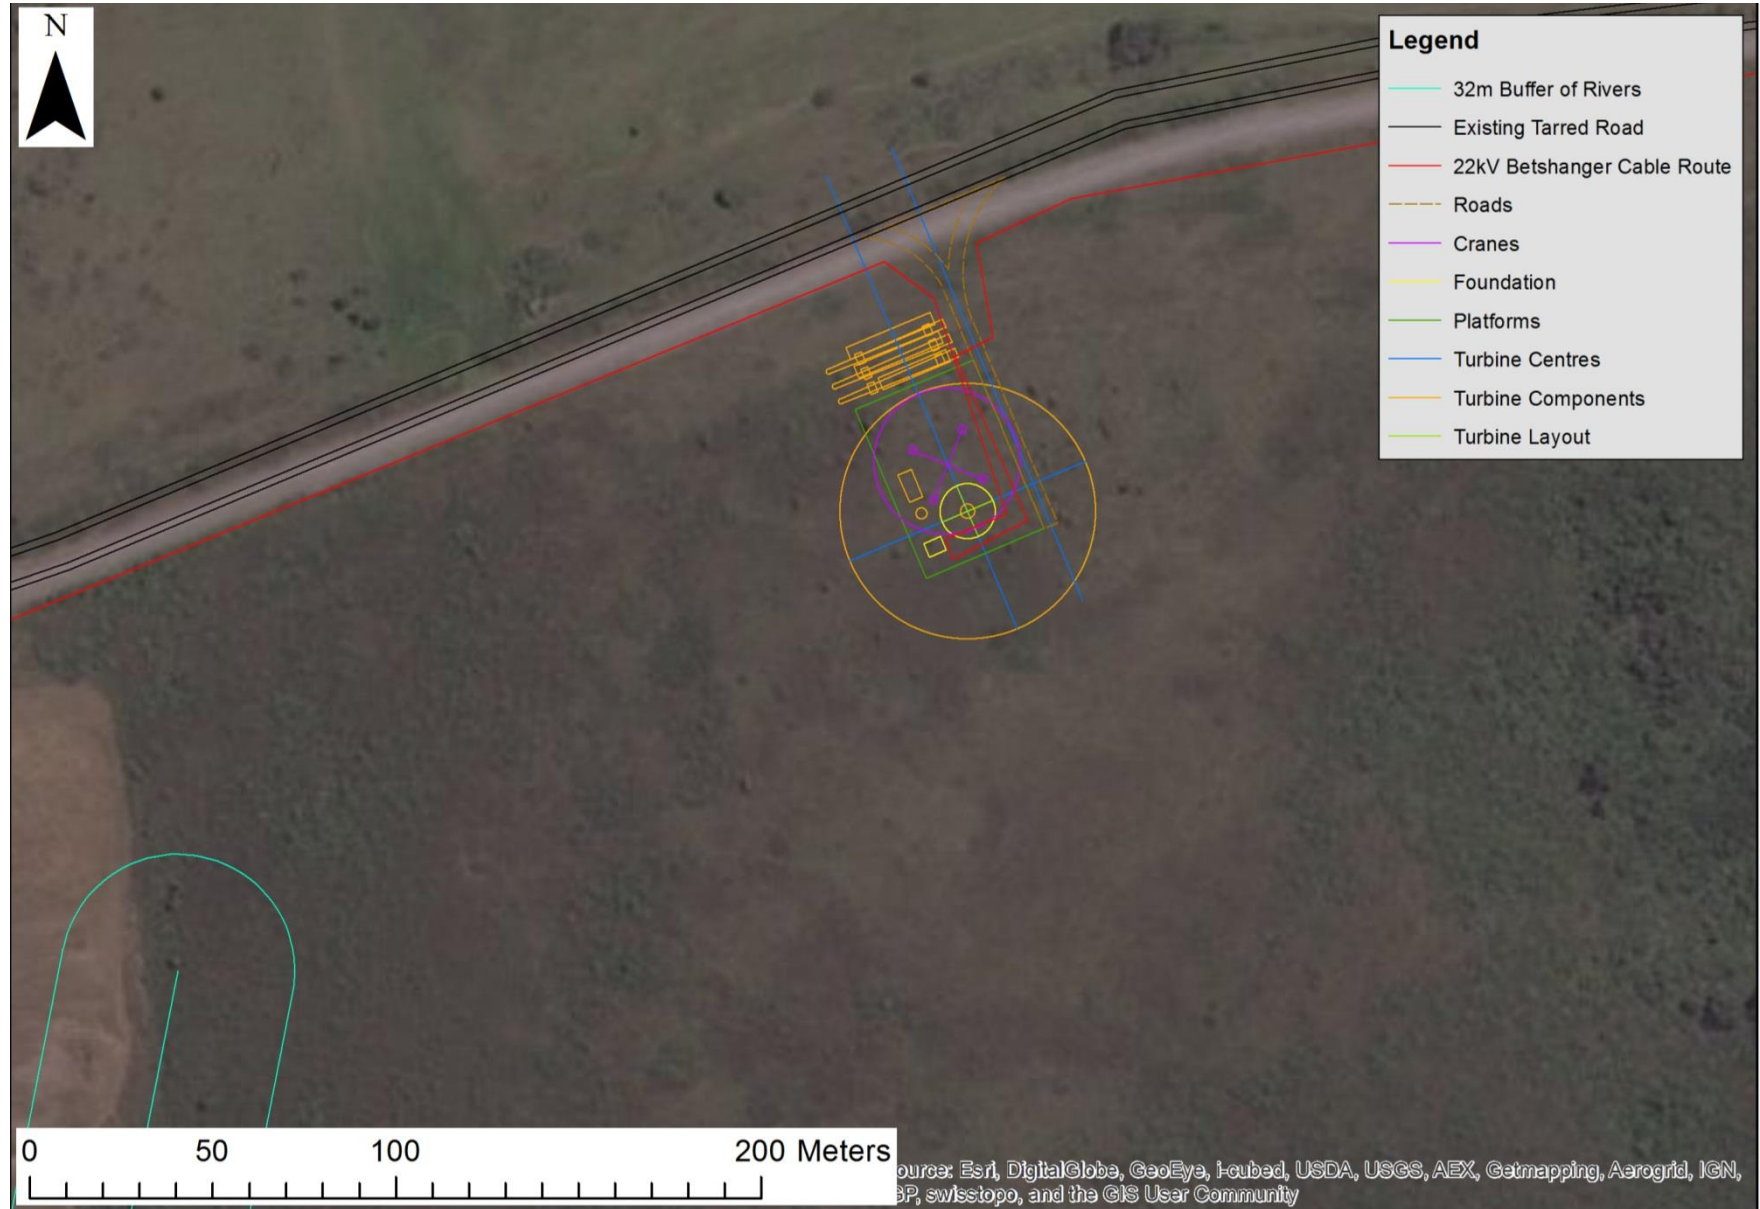 N
Legend
32m Buffer of Rivers
Existing Tarred Road
22kV Betshanger Cable Route
Roads
Cranes
Foundation
Platforms
Turbine Centres
Turbine Components
Turbine Layout
0 50 100 200 Meters
ource: Esri, DigitalGlobe, GeoEye, i-cubed, USDA, USGS, AEX, Getmapping, Aerogrid, IGN,
swisstopo, and the GIS User Community